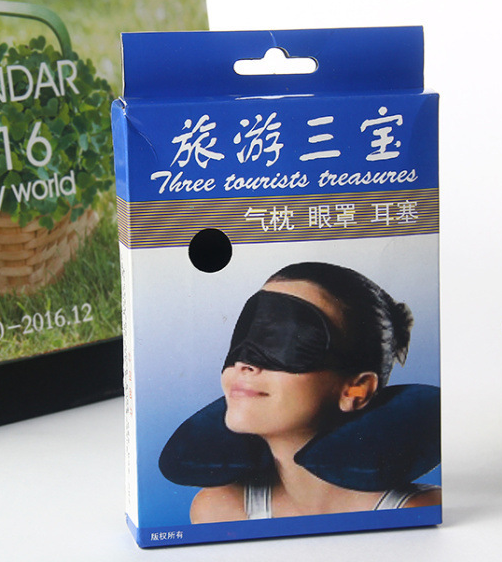 NDAR
16
y world
0-2016.12
旅游三宝
Three tourists treasures
气枕 眼罩 耳塞
版权所有